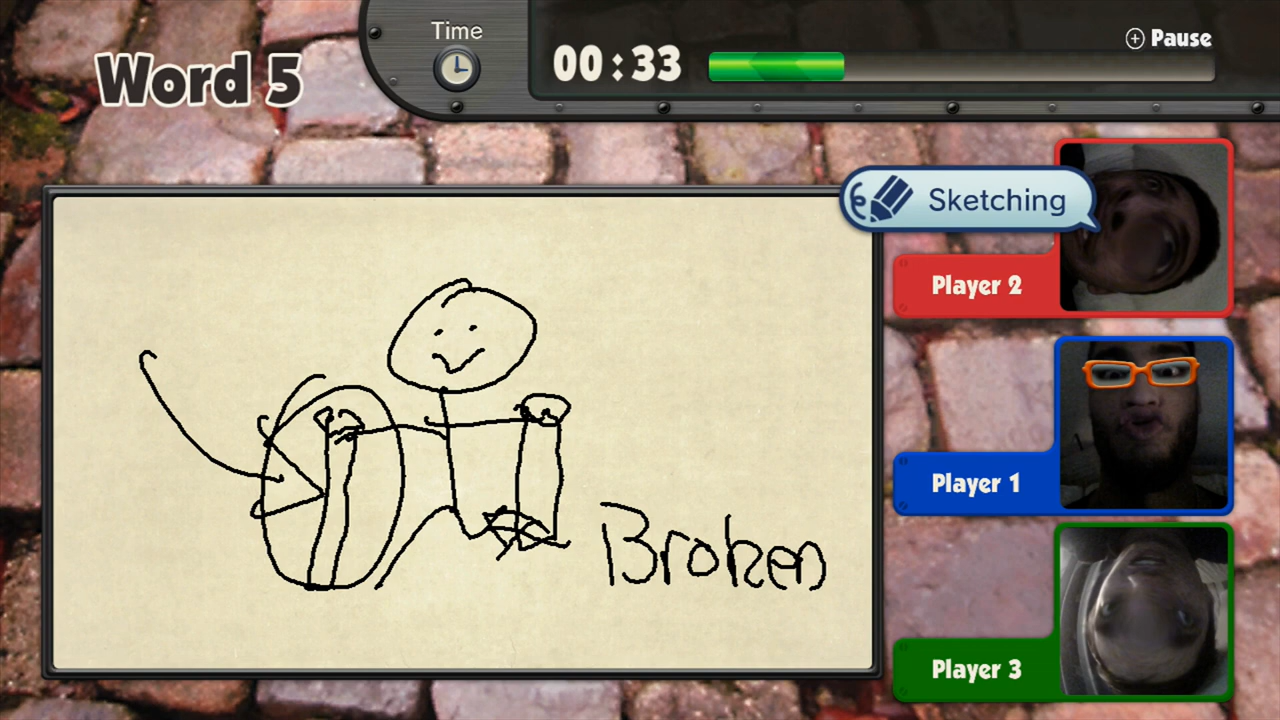 Word 5
Time
00:33
Pause
Sketching
Player 2
Player 1
Player 3
Broken